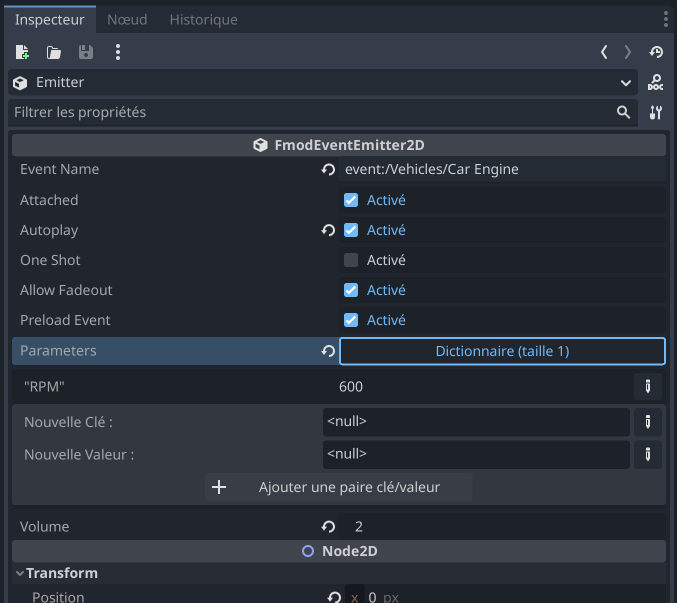 Inspecteur Nœud Historique
Emitter
DOC
Filtrer les propriétés
FmodEventEmitter2D
Event Name event:/Vehicles/Car Engine
Attached Activé
Autoplay Activé
One Shot Activé
Allow Fadeout Activé
Preload Event Activé
Parameters Dictionnaire (taille 1)
"RPM" 600
Nouvelle Clé : <null>
Nouvelle Valeur : <null>
Ajouter une paire clé/valeur
Volume 2
Node2D
Transform
Position x 0 px